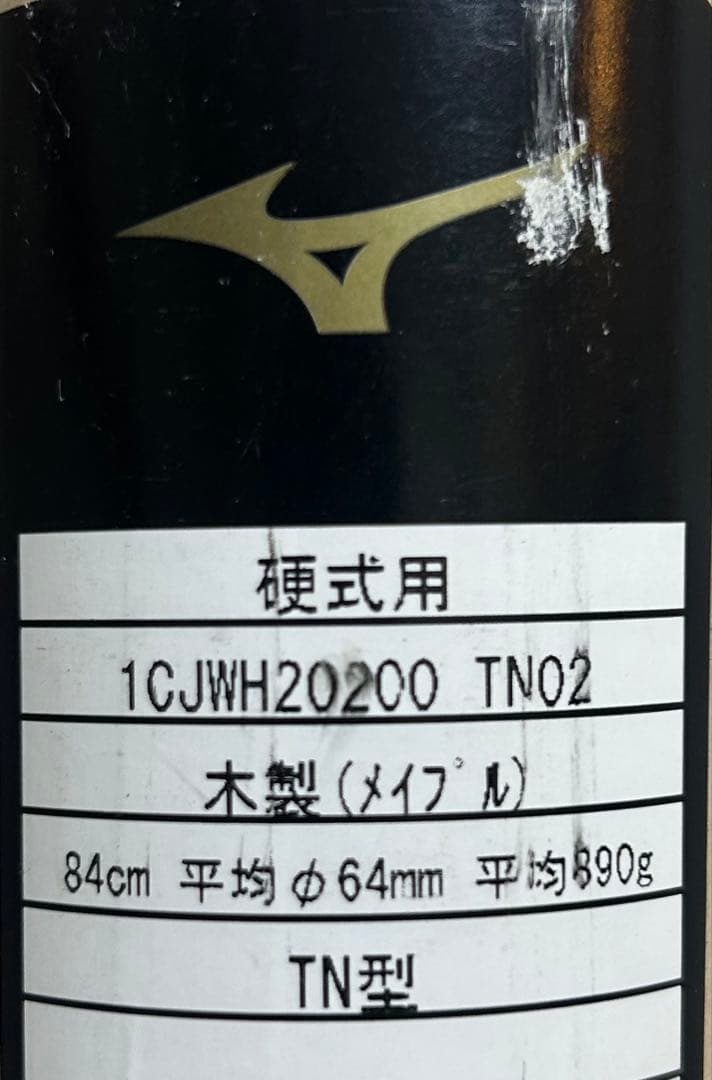 硬式用
1CJWH20200 TN02
木製(メイプル)
84cm 平均φ64mm 平均890g
TN型